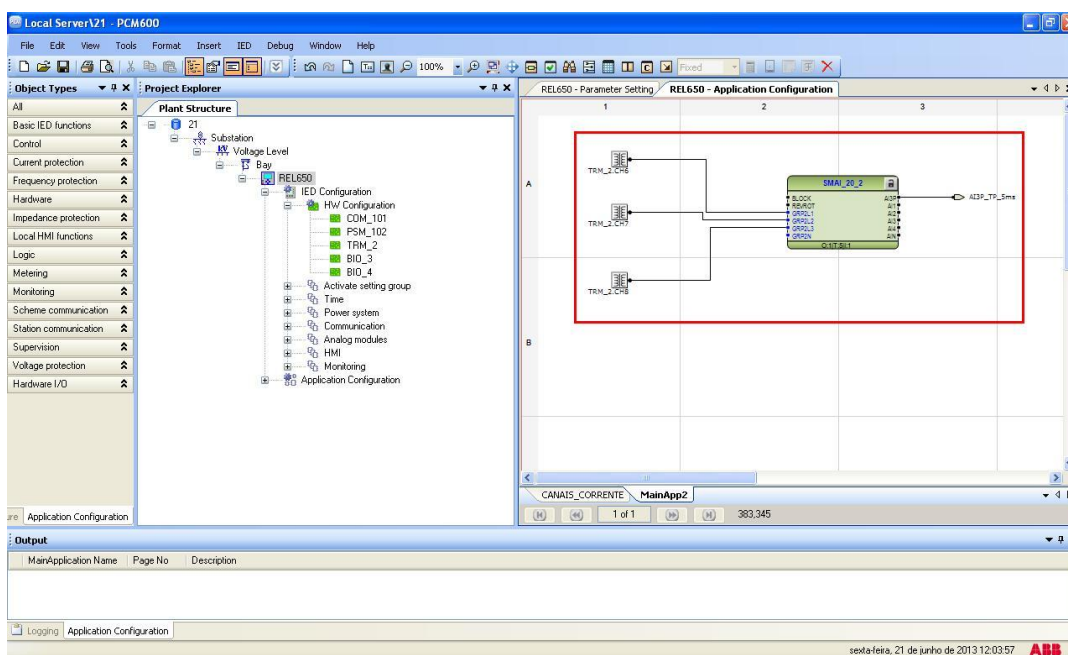 Local Server\21 - PCM600
File Edit View Tools Format Insert IED Debug Window Help
100%
Fixed
Object Types
All
Basic IED functions
Control
Current protection
Frequency protection
Hardware
Impedance protection
Local HMI functions
Logic
Metering
Monitoring
Scheme communication
Station communication
Supervision
Voltage protection
Hardware I/O
Project Explorer
Plant Structure
21
Substation
Voltage Level
Bay
REL650
IED Configuration
HW Configuration
COM_101
PSM_102
TRM_2
BIO_3
BIO_4
Activate setting group
Time
Power system
Communication
Analog modules
HMI
Monitoring
Application Configuration
Application Configuration
REL650 - Parameter Setting REL650 - Application Configuration
1 2 3
A
B
TRM_2.CH6
TRM_2.CH7
TRM_2.CH8
SMAI_20_2
BLOCK AI3P
REVROT AI1
GRP2L1 AI2
GRP2L2 AI3
GRP2L3 AI4
GRP2N AIN
AI3P_TP_5ms
CANAIS_CORRENTE MainApp2
1 of 1 383,345
Output
MainApplication Name Page No Description
Logging Application Configuration
sexta-feira, 21 de junho de 2013 12:03:57 ABB